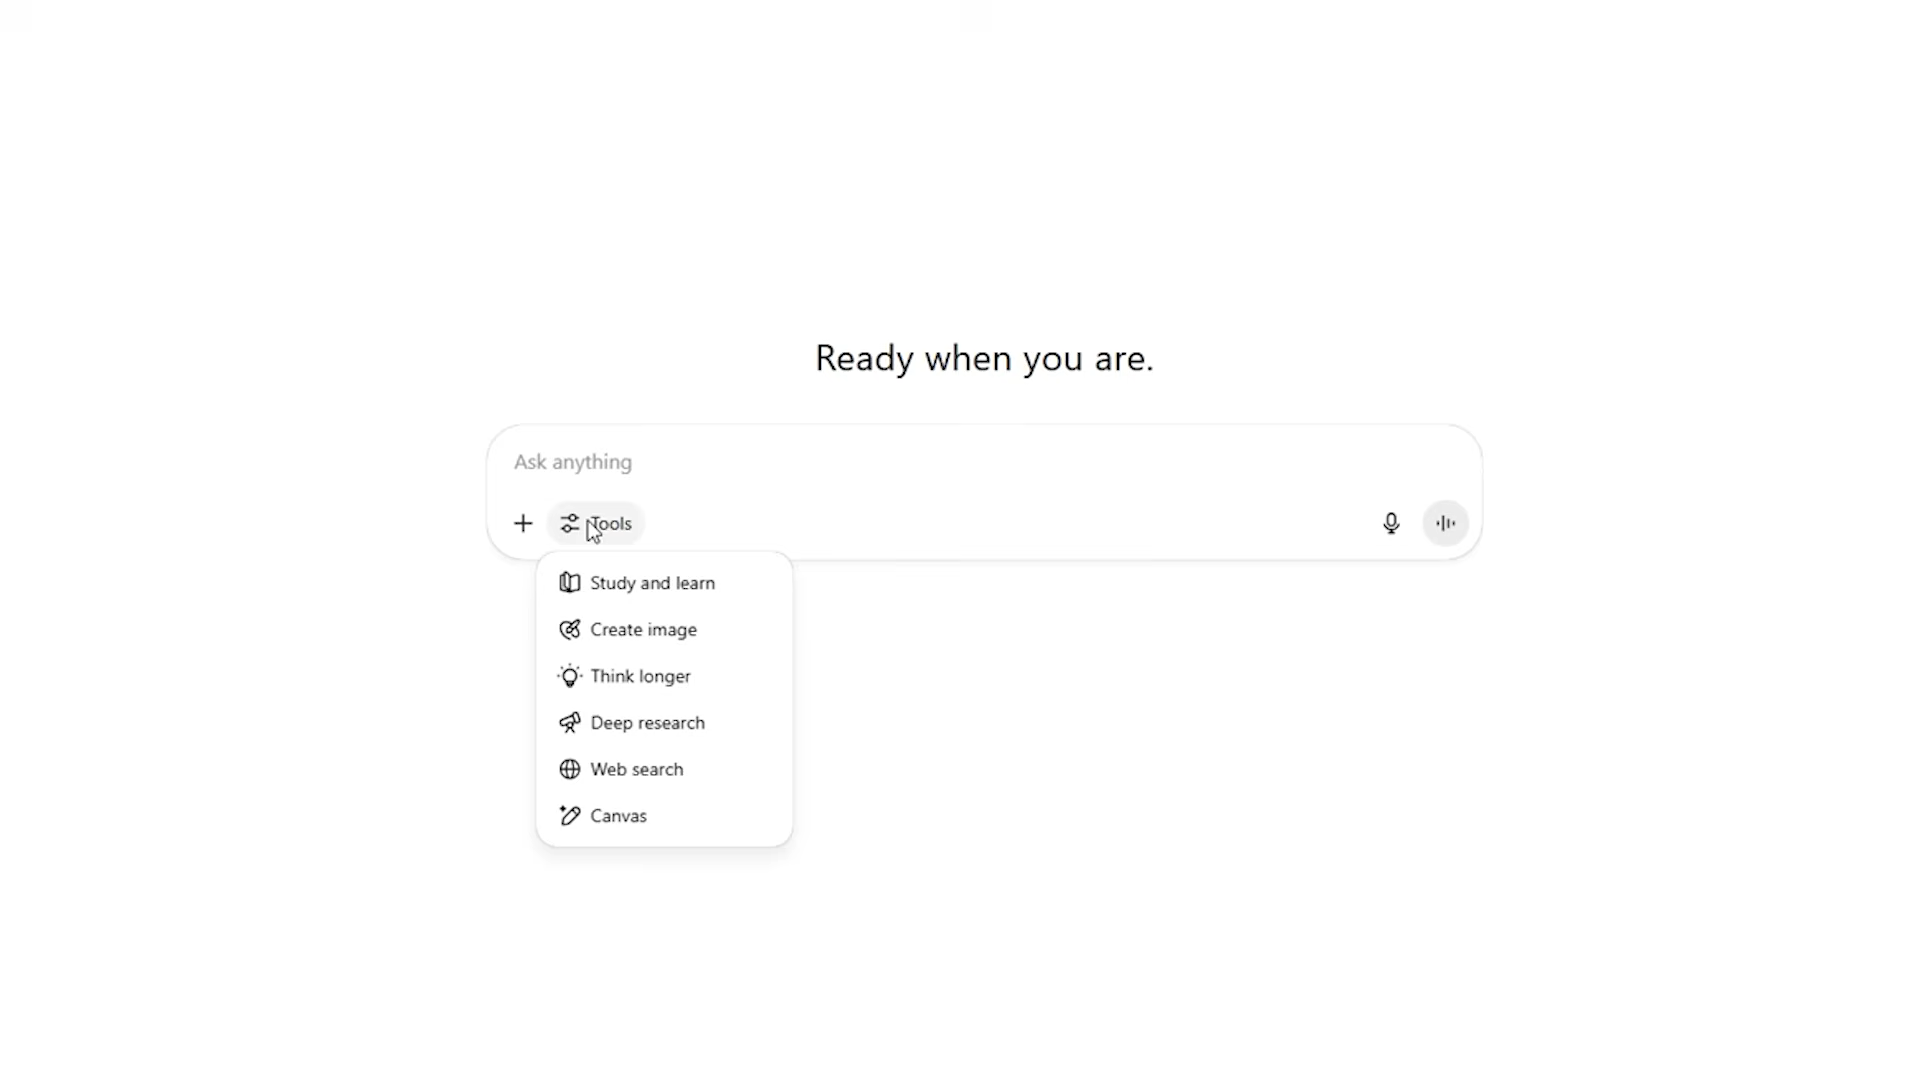 Ready when you are.
Ask anything
Tools
Study and learn
Create image
Think longer
Deep research
Web search
Canvas